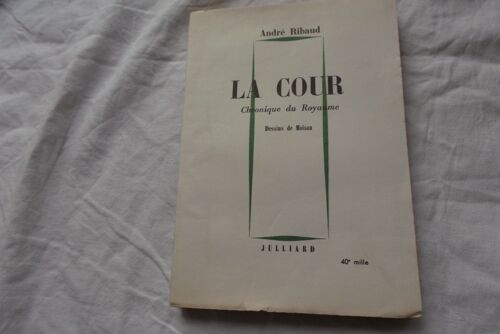 André Ribaud
LA COUR
Chronique du Royaume
Dessins de Moisan
JULLIARD
40e mille